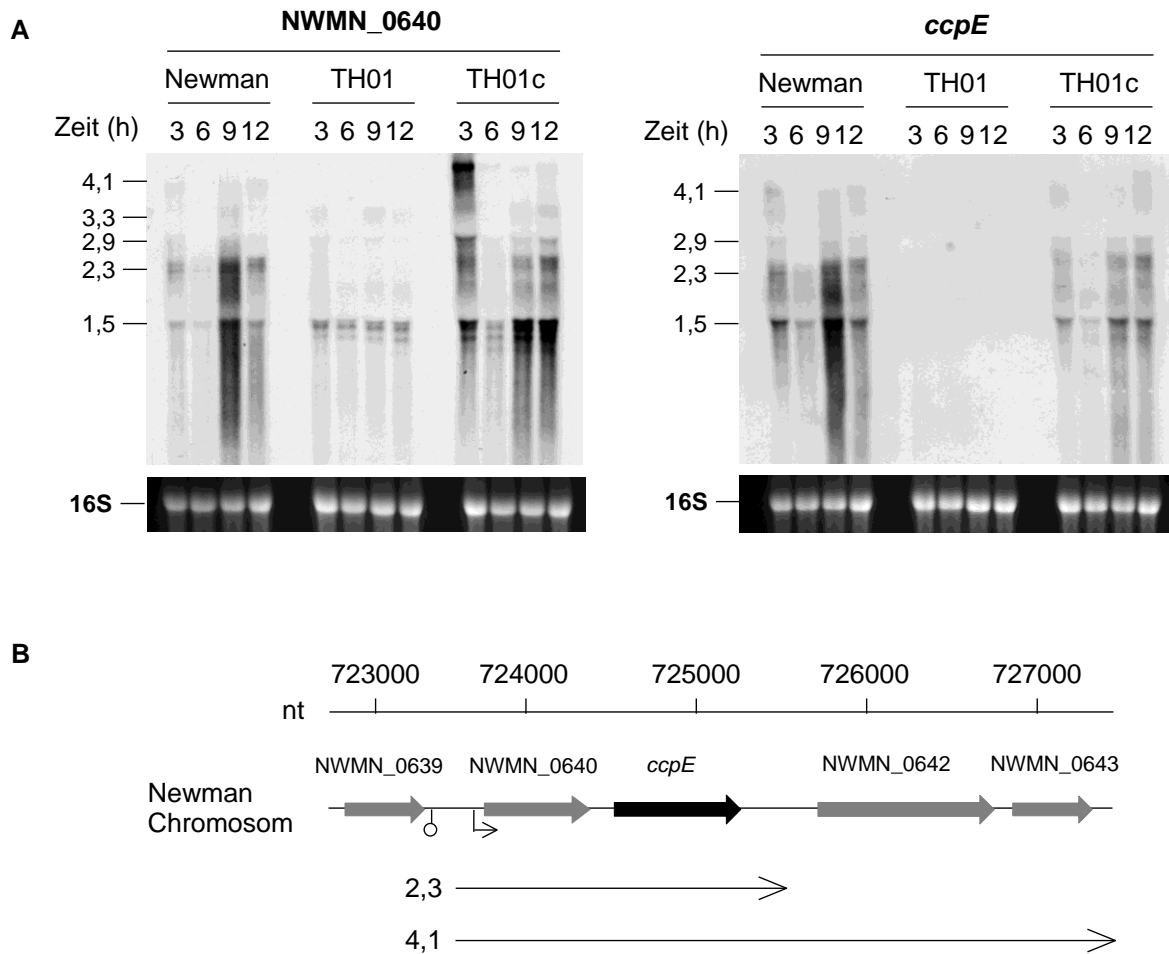 A
NWMN_0640
Newman TH01 TH01c
Zeit (h) 3 6 9 12 3 6 9 12 3 6 9 12
4,1
3,3
2,9
2,3
1,5
16S
ccpE
Newman TH01 TH01c
Zeit (h) 3 6 9 12 3 6 9 12 3 6 9 12
4,1
2,9
2,3
1,5
16S
B
723000 724000 725000 726000 727000
nt
NWMN_0639 NWMN_0640 ccpE NWMN_0642 NWMN_0643
Newman
Chromosom
2,3
4,1